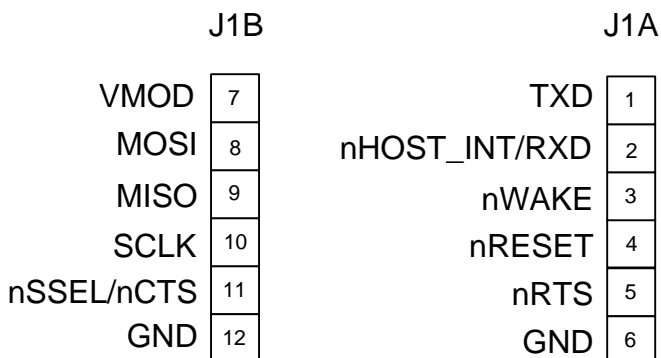 J1B J1A
VMOD 7 TXD 1
MOSI 8 nHOST_INT/RXD 2
MISO 9 nWAKE 3
SCLK 10 nRESET 4
nSSEL/nCTS 11 nRTS 5
GND 12 GND 6